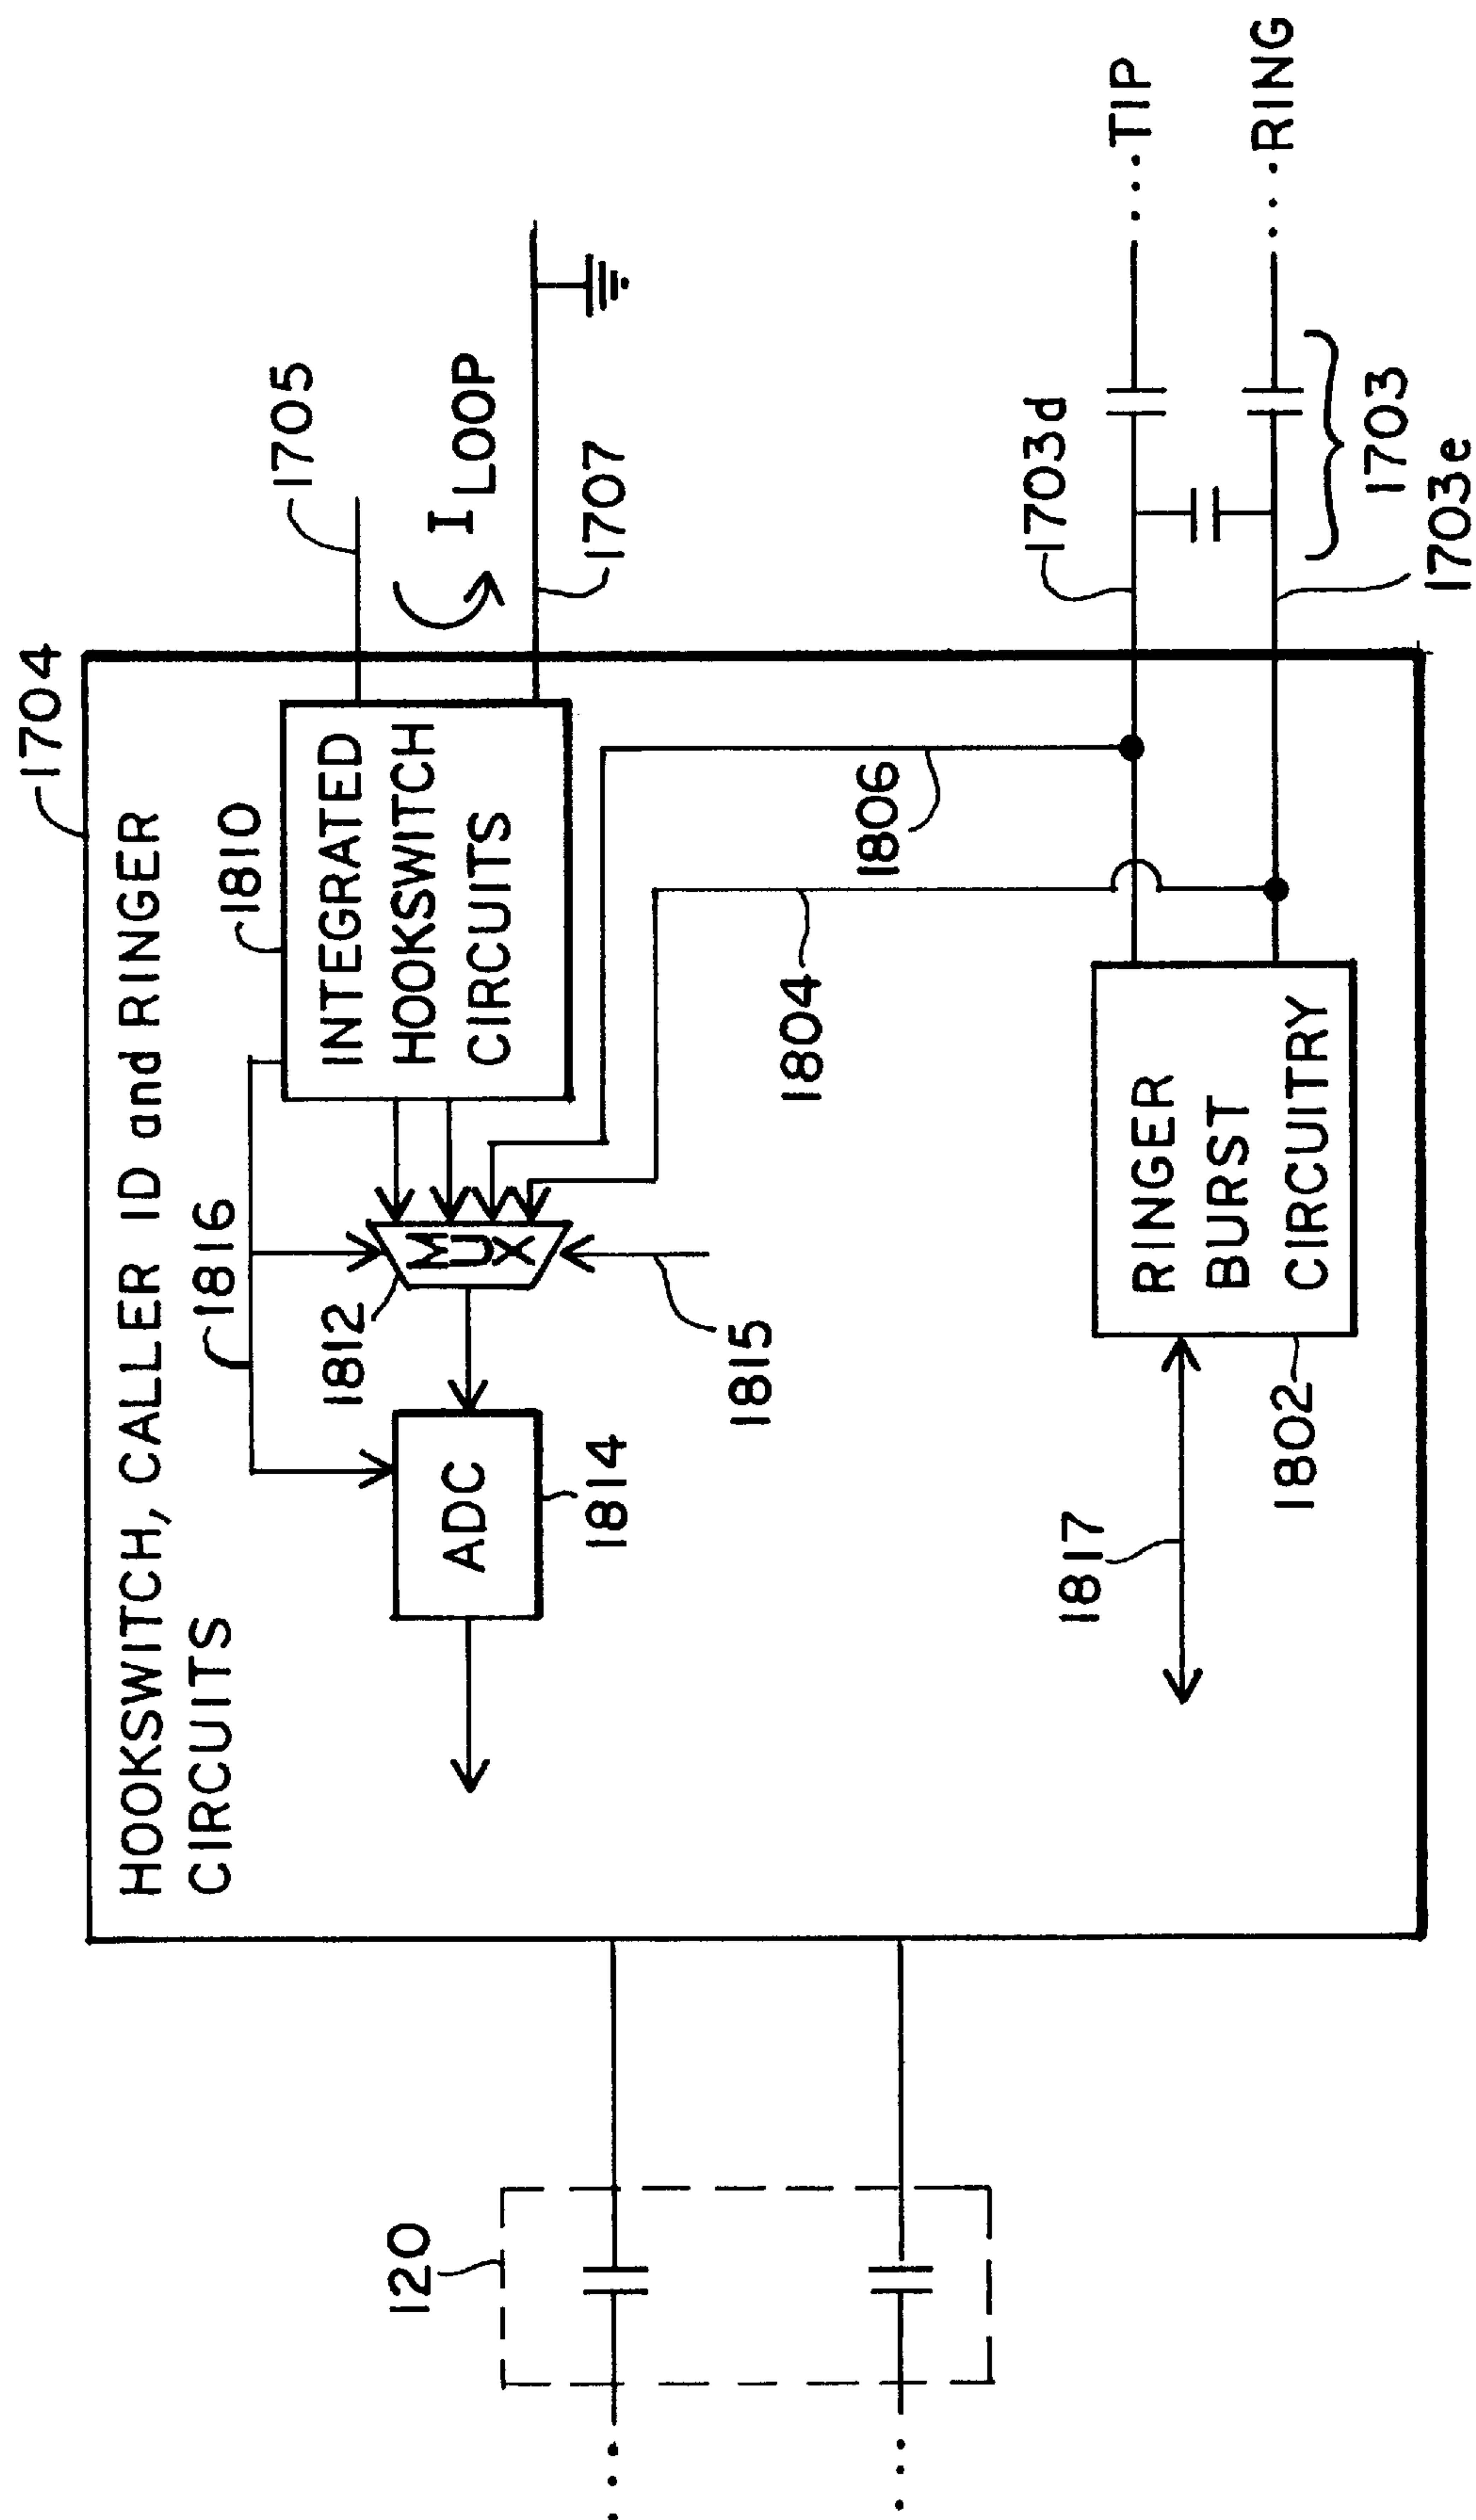 1704
HOOKSWITCH, CALLER ID and RINGER
CIRCUITS
1816
1810
1705
INTEGRATED
HOOKSWITCH
CIRCUITS
I LOOP
1707
120
1812
MUX
ADC
1814
1815
1806
1804
1703d
TIP
1817
RINGER
BURST
CIRCUITRY
1802
RING
1703
1703e